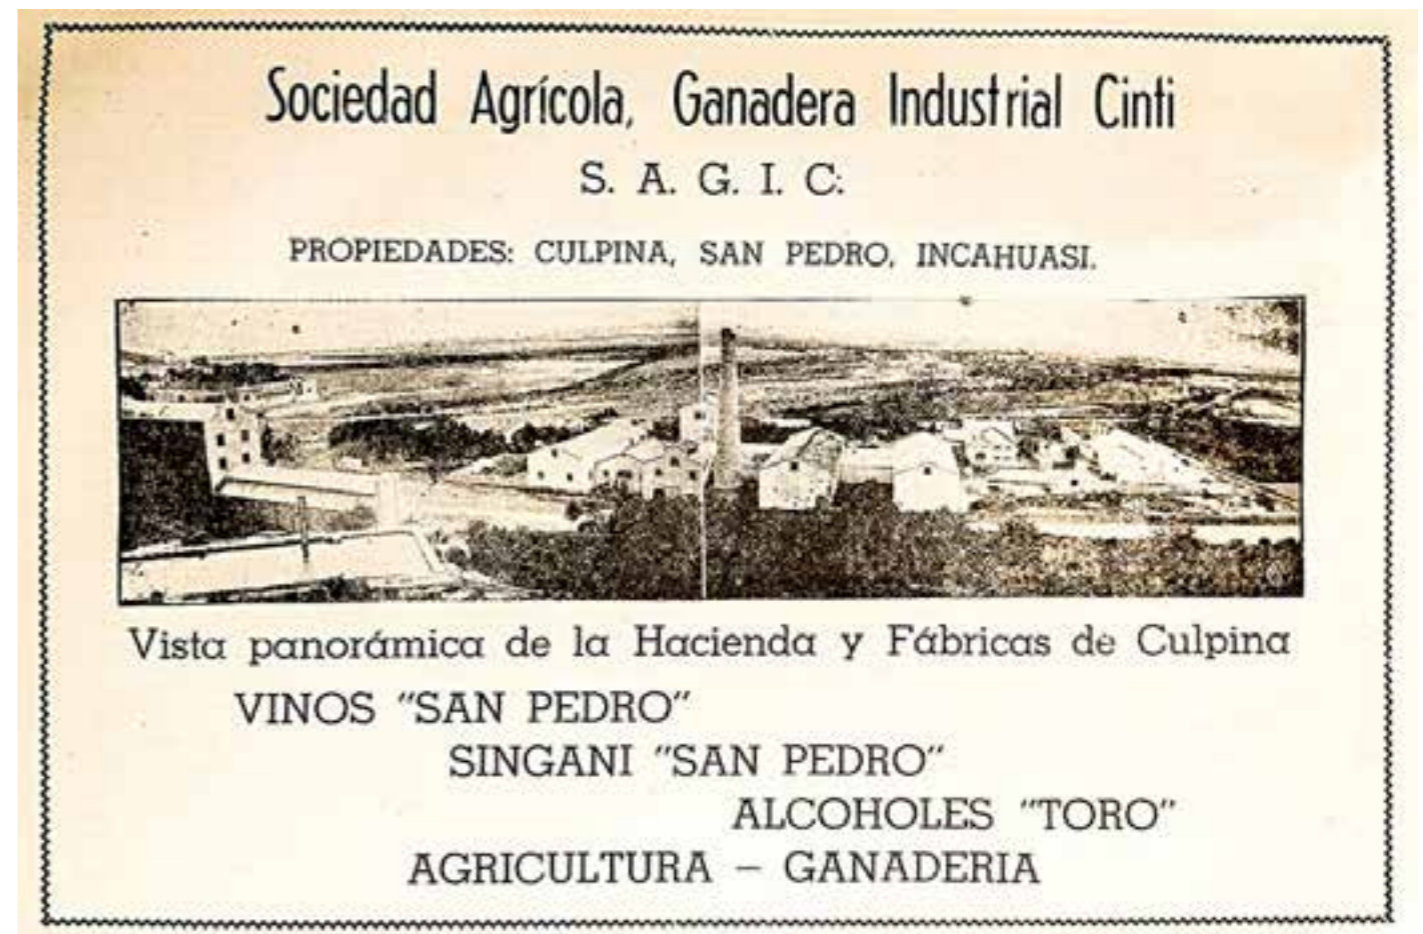 Sociedad Agrícola, Ganadera Industrial Cinti
S. A. G. I. C.
PROPIEDADES: CULPINA, SAN PEDRO, INCAHUASI.
Vista panorámica de la Hacienda y Fábricas de Culpina
VINOS "SAN PEDRO"
SINGANI "SAN PEDRO"
ALCOHOLES "TORO"
AGRICULTURA – GANADERIA